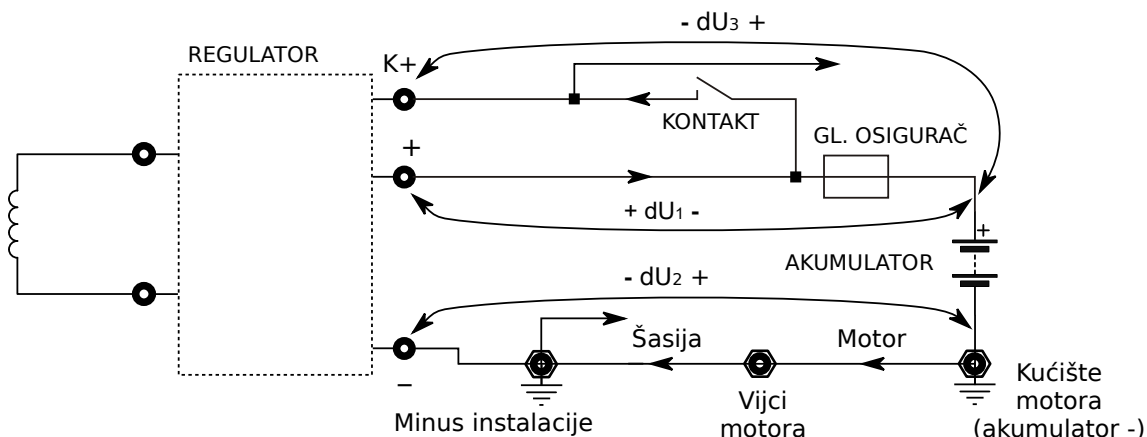 - dU3 +
REGULATOR
K+
KONTAKT
GL. OSIGURAČ
+
+ dU1 -
+
AKUMULATOR
- dU2 +
Šasija
Motor
–
Minus instalacije
Vijci
motora
Kućište
motora
(akumulator -)